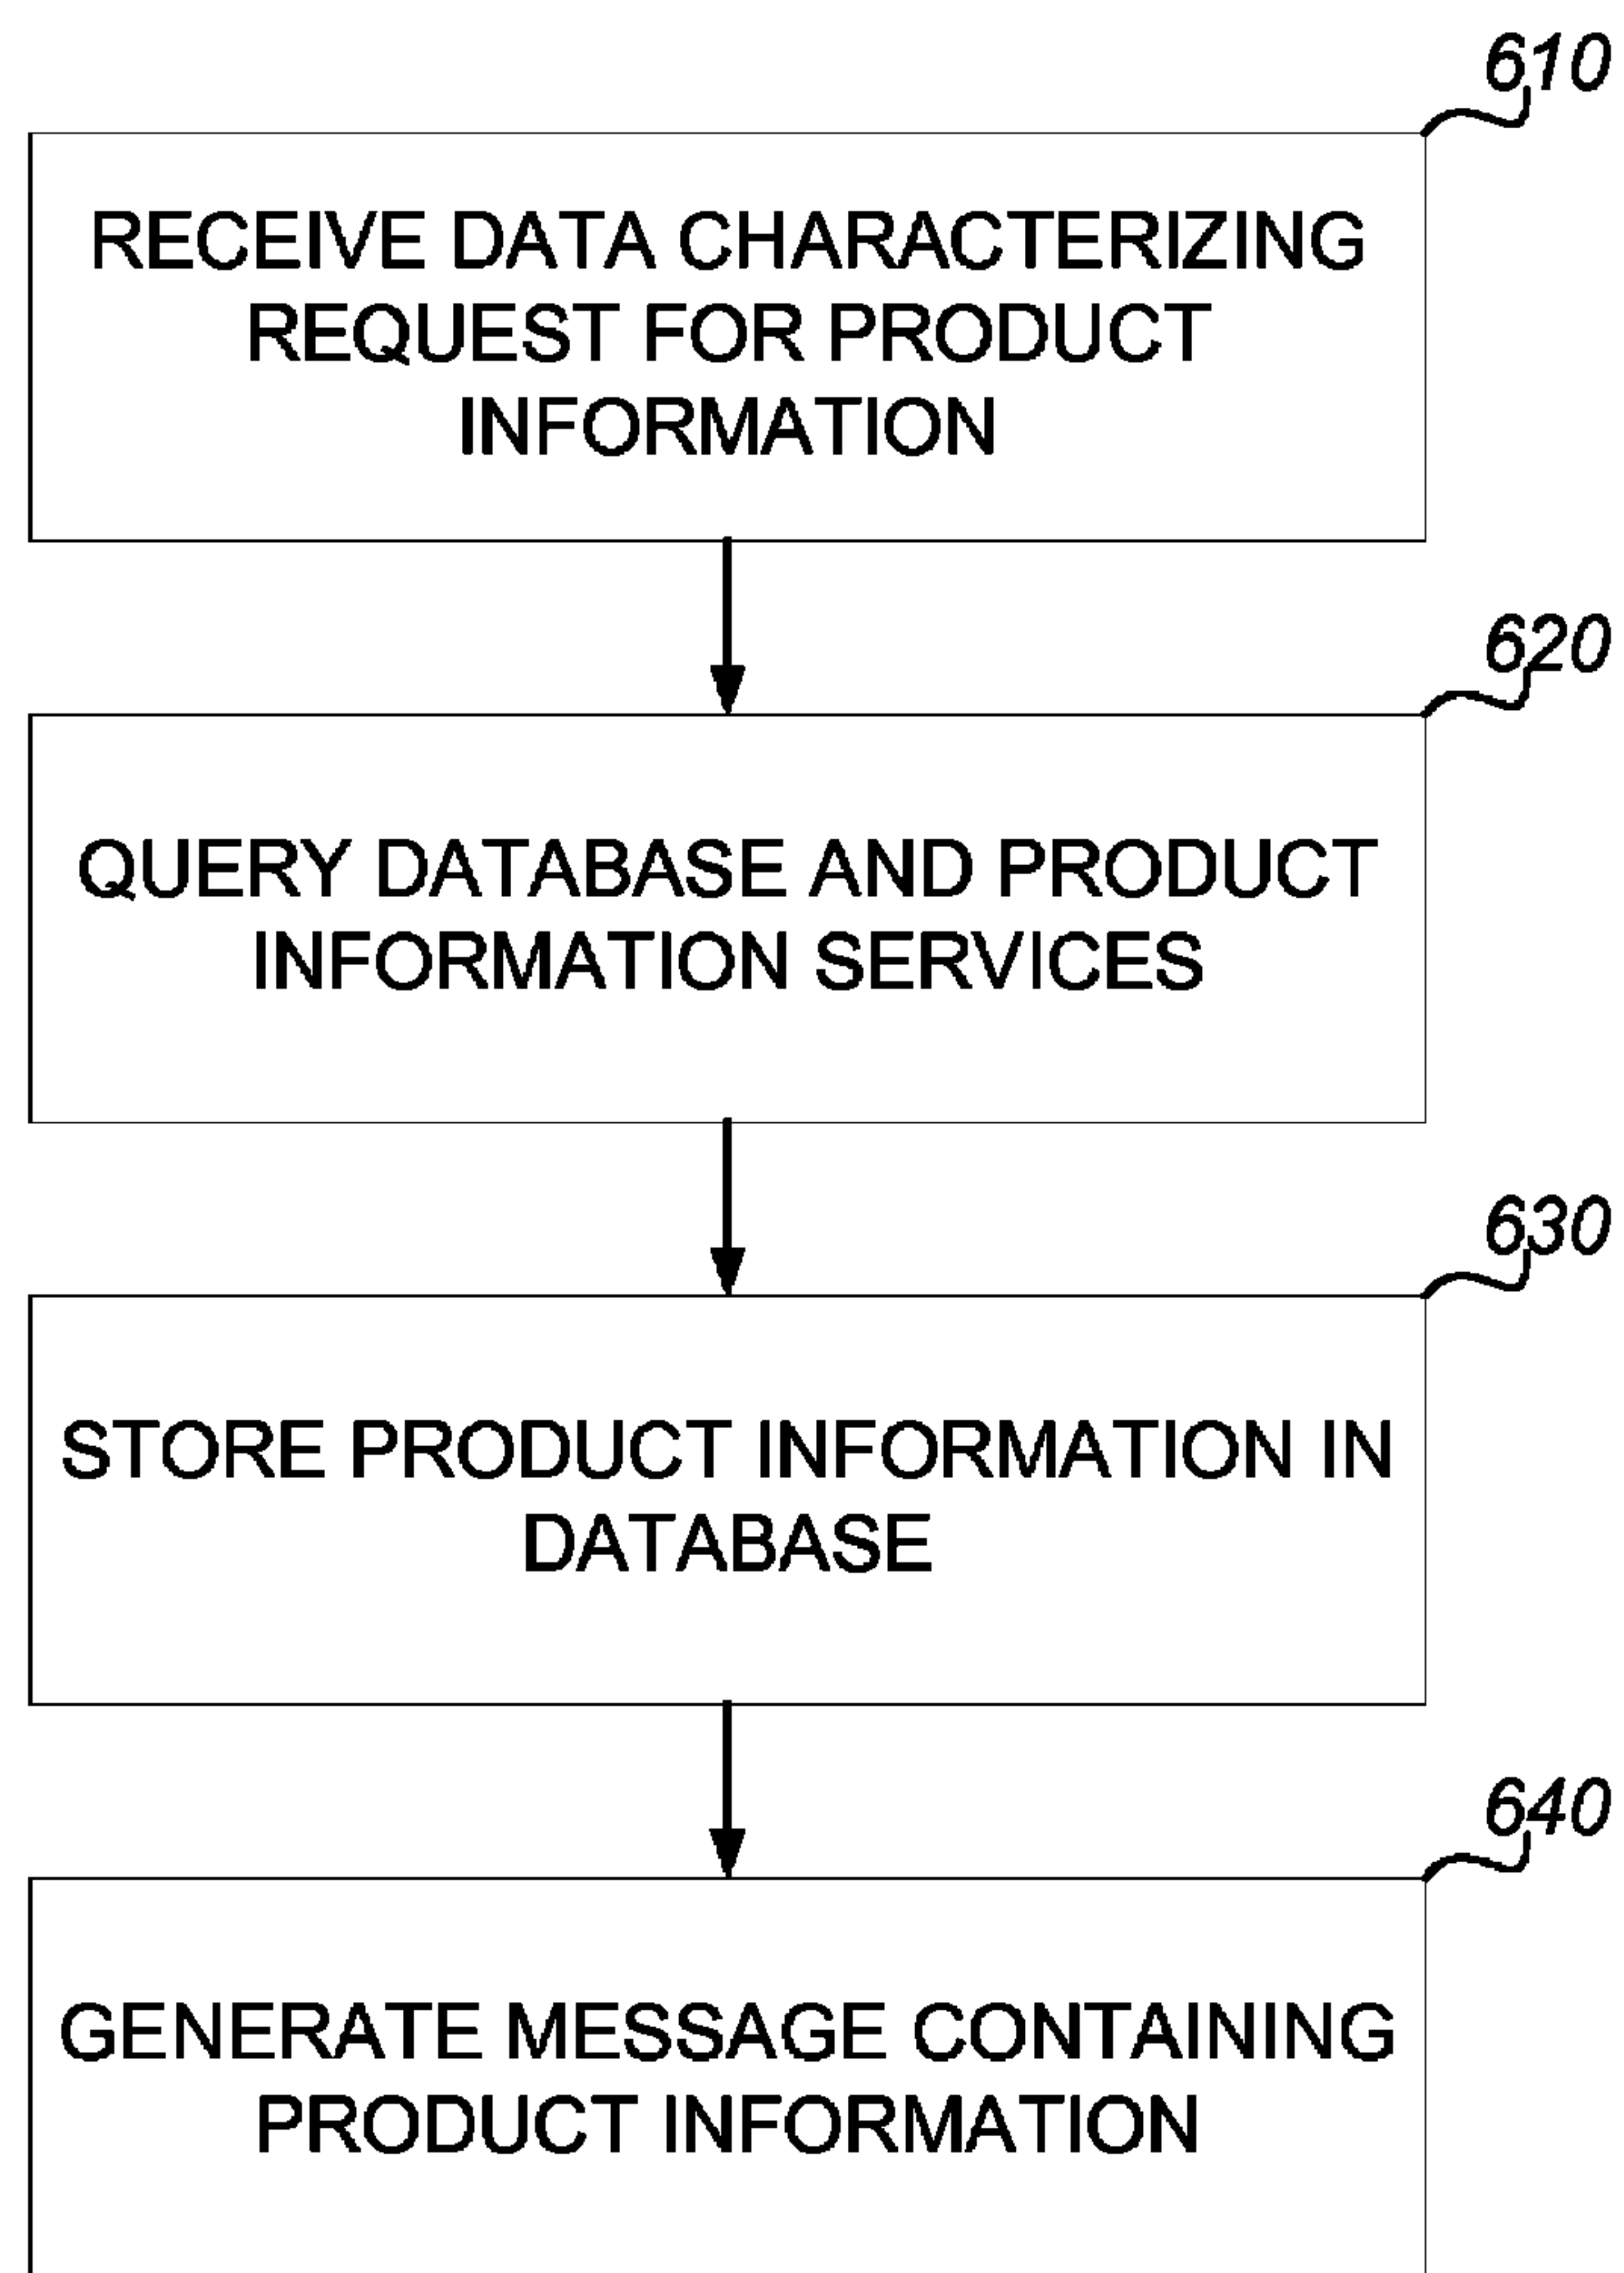 610
RECEIVE DATA CHARACTERIZING
REQUEST FOR PRODUCT
INFORMATION
620
QUERY DATABASE AND PRODUCT
INFORMATION SERVICES
630
STORE PRODUCT INFORMATION IN
DATABASE
640
GENERATE MESSAGE CONTAINING
PRODUCT INFORMATION